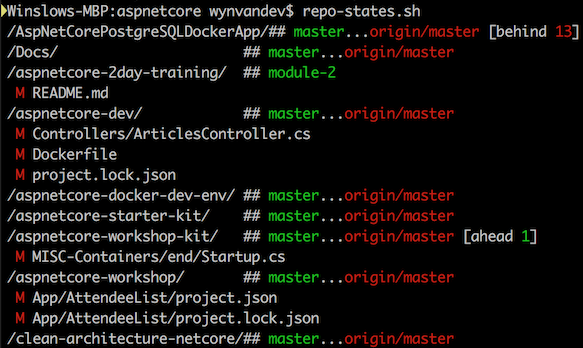 Winslows-MBP:aspnetcore wynvandev$ repo-states.sh
/AspNetCorePostgreSQLDockerApp/## master...origin/master [behind 13]
/Docs/                         ## master...origin/master
/aspnetcore-2day-training/     ## module-2
 M README.md
/aspnetcore-dev/               ## master...origin/master
 M Controllers/ArticlesController.cs
 M Dockerfile
 M project.lock.json
/aspnetcore-docker-dev-env/    ## master...origin/master
/aspnetcore-starter-kit/       ## master...origin/master
/aspnetcore-workshop-kit/      ## master...origin/master [ahead 1]
 M MISC-Containers/end/Startup.cs
/aspnetcore-workshop/          ## master...origin/master
 M App/AttendeeList/project.json
 M App/AttendeeList/project.lock.json
/clean-architecture-netcore/## master...origin/master